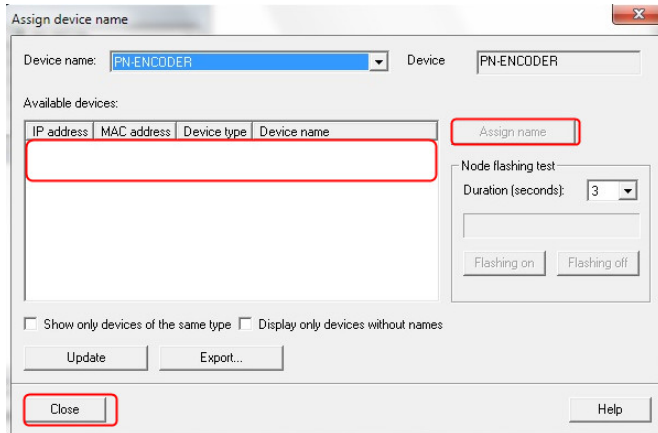 Assign device name
Device name: PN-ENCODER Device PN-ENCODER
Available devices:
IP address MAC address Device type Device name
Assign name
Node flashing test
Duration (seconds): 3
Flashing on Flashing off
Show only devices of the same type Display only devices without names
Update Export...
Close Help